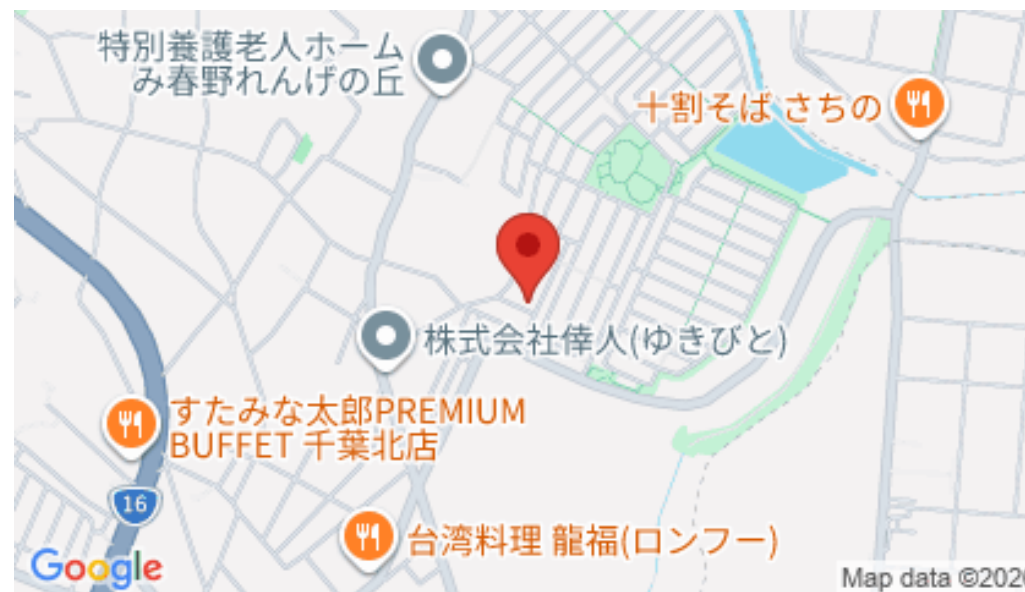 特別養護老人ホーム
み春野れんげの丘
十割そば さちの
株式会社倖人(ゆきびと)
すたみな太郎PREMIUM
BUFFET 千葉北店
16
台湾料理 龍福(ロンフー)
Google
Map data ©2020